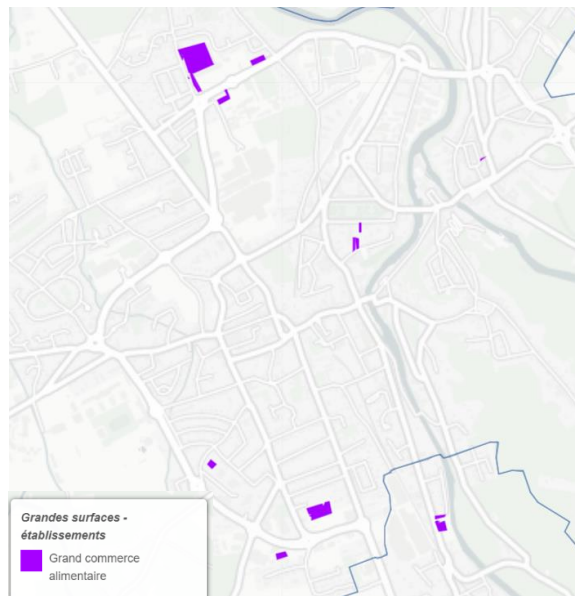 Grandes surfaces -
établissements
Grand commerce
alimentaire